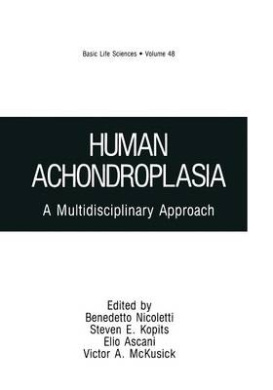 Basic Life Sciences • Volume 48
HUMAN
ACHONDROPLASIA
A Multidisciplinary Approach
Edited by
Benedetto Nicoletti
Steven E. Kopits
Elio Ascani
Victor A. McKusick